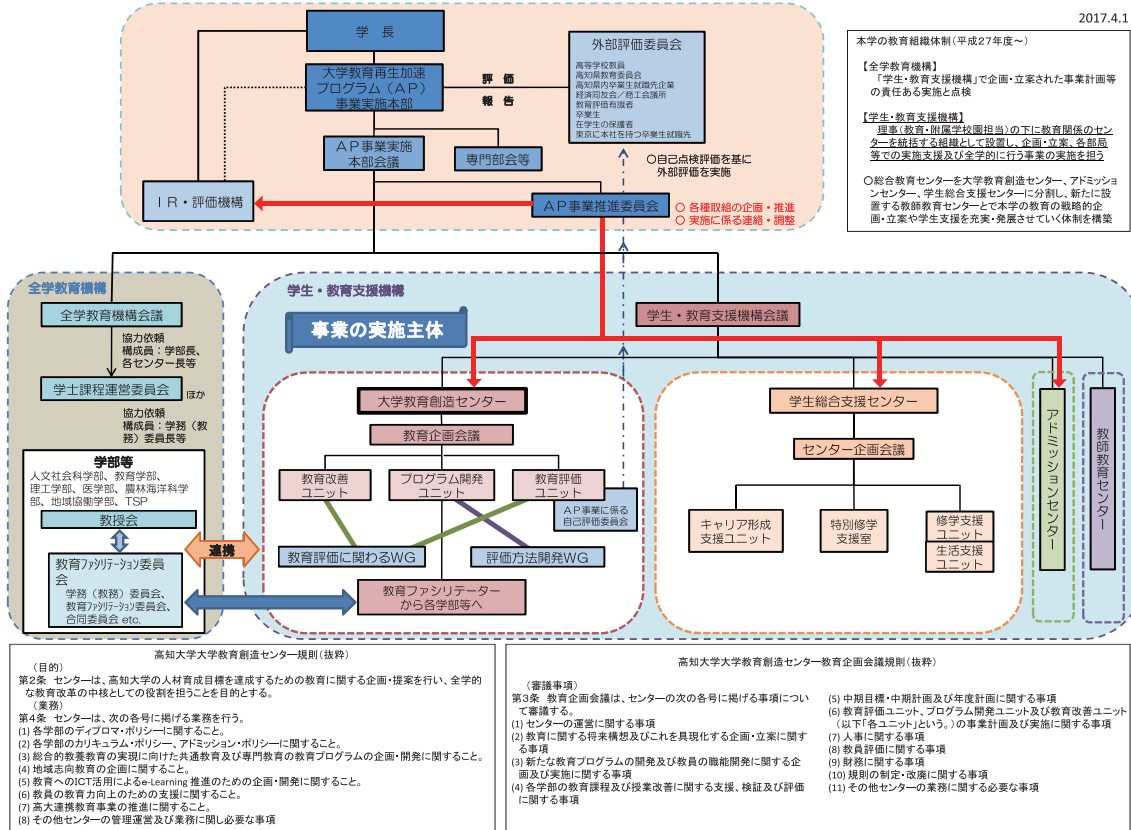 2017.4.1
学 長
大学教育再生加速
プログラム（AP）
事業実施本部
評 価
報 告
外部評価委員会
高等学校教員
高知県教育委員会
高知県内卒業生就職先企業
経済同友会／商工会議所
教育評価有識者
卒業生
在学生の保護者
東京に本社を持つ卒業生就職先
AP事業実施
本部会議
専門部会等
○自己点検評価を基に
外部評価を実施
IR・評価機構
AP事業推進委員会
○ 各種取組の企画・推進
○ 実施に係る連絡・調整
本学の教育組織体制（平成27年度～）
【全学教育機構】
「学生・教育支援機構」で企画・立案された事業計画等
の責任ある実施と点検
【学生・教育支援機構】
理事（教育・附属学校園担当）の下に教育関係のセン
ターを統括する組織として設置し、企画・立案、各部局
等での実施支援及び全学的に行う事業の実施を担う
○総合教育センターを大学教育創造センター、アドミッショ
ンセンター、学生総合支援センターに分割し、新たに設
置する教師教育センターとで本学の教育の戦略的企
画・立案や学生支援を充実・発展させていく体制を構築
全学教育機構
全学教育機構会議
協力依頼
構成員：学部長、
各センター長等
学士課程運営委員会
ほか
協力依頼
構成員：学務（教
務）委員長等
学部等
人文社会科学部、教育学部、
理工学部、医学部、農林海洋科学
部、地域協働学部、TSP
教授会
教育ファシリテーション委員
会
学務（教務）委員会、
教育ファシリテーション委員会、
合同委員会 etc.
連携
学生・教育支援機構
事業の実施主体
学生・教育支援機構会議
大学教育創造センター
教育企画会議
教育改善
ユニット
プログラム開発
ユニット
教育評価
ユニット
AP事業に係る
自己評価委員会
教育評価に関わるWG
評価方法開発WG
教育ファシリテーター
から各学部等へ
学生総合支援センター
センター企画会議
キャリア形成
支援ユニット
特別修学
支援室
修学支援
ユニット
生活支援
ユニット
アドミッションセンター
教師教育センター
高知大学大学教育創造センター規則（抜粋）
（目的）
第2条 センターは、高知大学の人材育成目標を達成するための教育に関する企画・提案を行い、全学的
な教育改革の中核としての役割を担うことを目的とする。
（業務）
第4条 センターは、次の各号に掲げる業務を行う。
(1) 各学部のディプロマ・ポリシーに関すること。
(2) 各学部のカリキュラム・ポリシー、アドミッション・ポリシーに関すること。
(3) 総合的教養教育の実現に向けた共通教育及び専門教育の教育プログラムの企画・開発に関すること。
(4) 地域志向教育の企画に関すること。
(5) 教育へのICT活用によるe-Learning 推進のための企画・開発に関すること。
(6) 教員の教育力向上のための支援に関すること。
(7) 高大連携教育事業の推進に関すること。
(8) その他センターの管理運営及び業務に関し必要な事項
高知大学大学教育創造センター教育企画会議規則（抜粋）
（審議事項）
第3条 教育企画会議は、センターの次の各号に掲げる事項につい
て審議する。
(1) センターの運営に関する事項
(2) 教育に関する将来構想及びこれを具現化する企画・立案に関す
る事項
(3) 新たな教育プログラムの開発及び教員の職能開発に関する企
画及び実施に関する事項
(4) 各学部の教育課程及び授業改善に関する支援、検証及び評価
に関する事項
(5) 中期目標・中期計画及び年度計画に関する事項
(6) 教育評価ユニット、プログラム開発ユニット及び教育改善ユニット
（以下「各ユニット」という。）の事業計画及び実施に関する事項
(7) 人事に関する事項
(8) 教員評価に関する事項
(9) 財務に関する事項
(10) 規則の制定・改廃に関する事項
(11) その他センターの業務に関する必要な事項